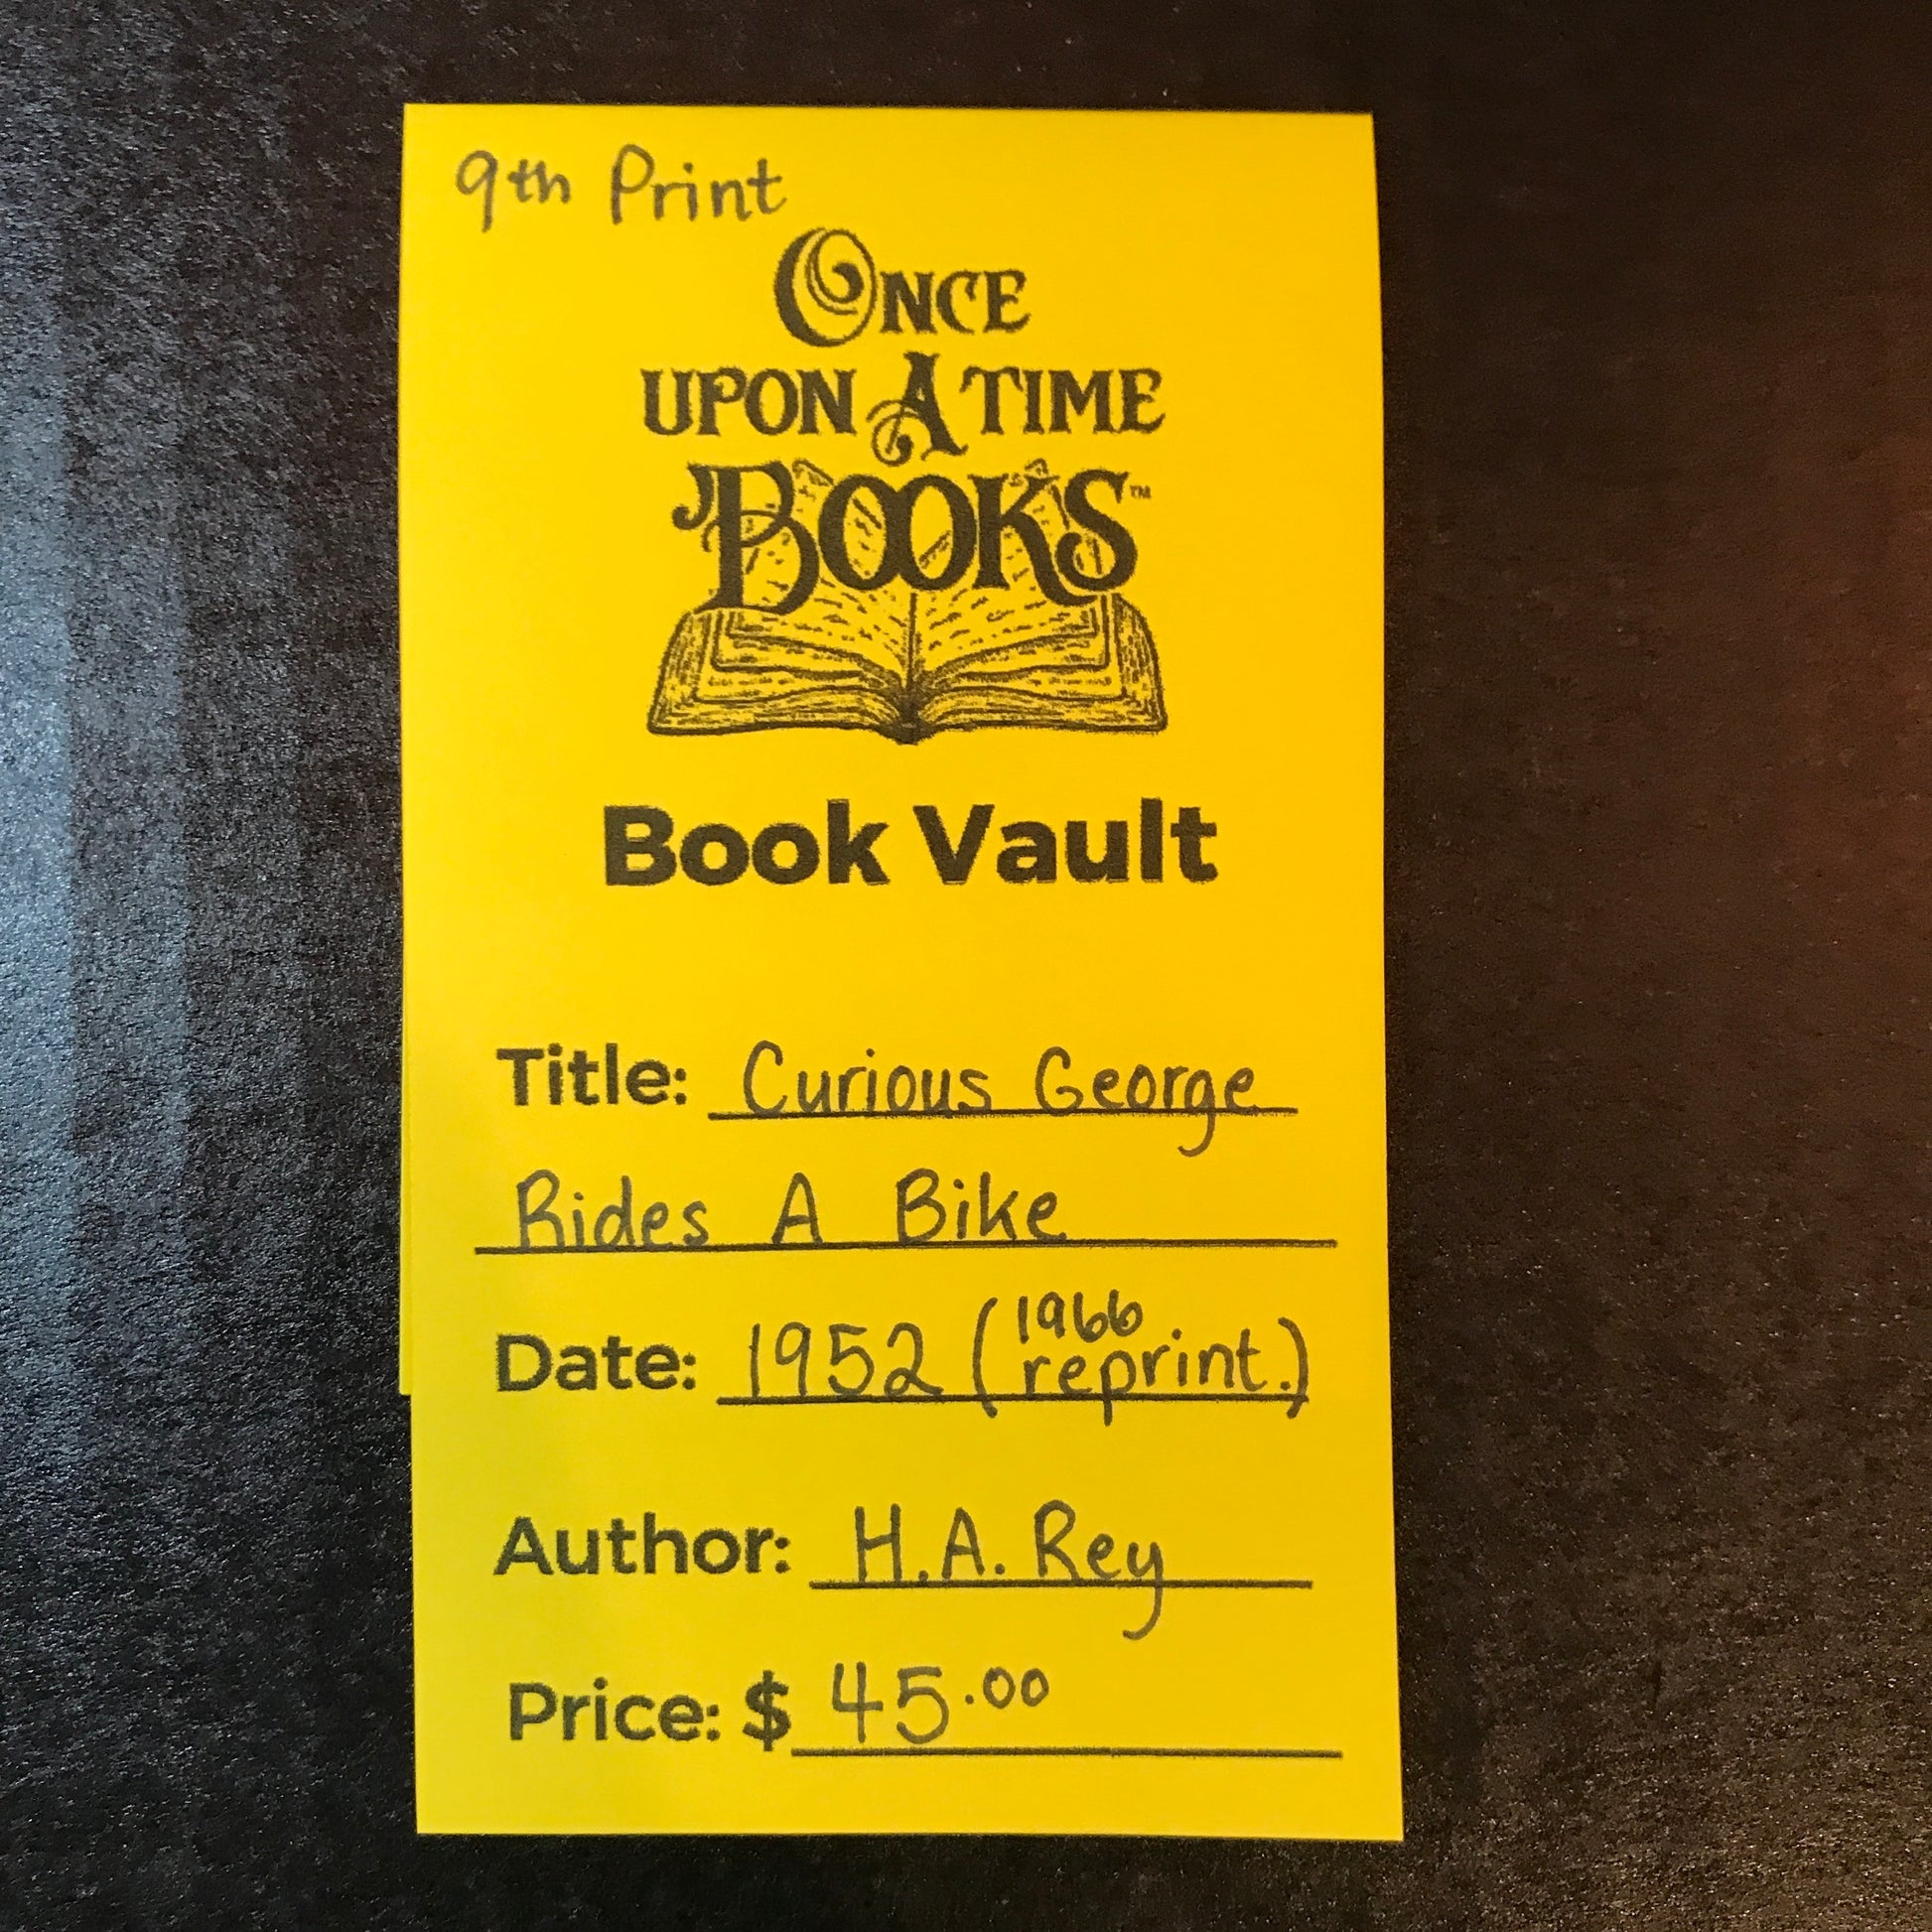 9th Print
ONCE
UPON A TIME
BOOKS™
Book Vault
Title: Curious George
Rides A Bike
Date: 1952 (1966 reprint.)
Author: H.A. Rey
Price: $ 45.00